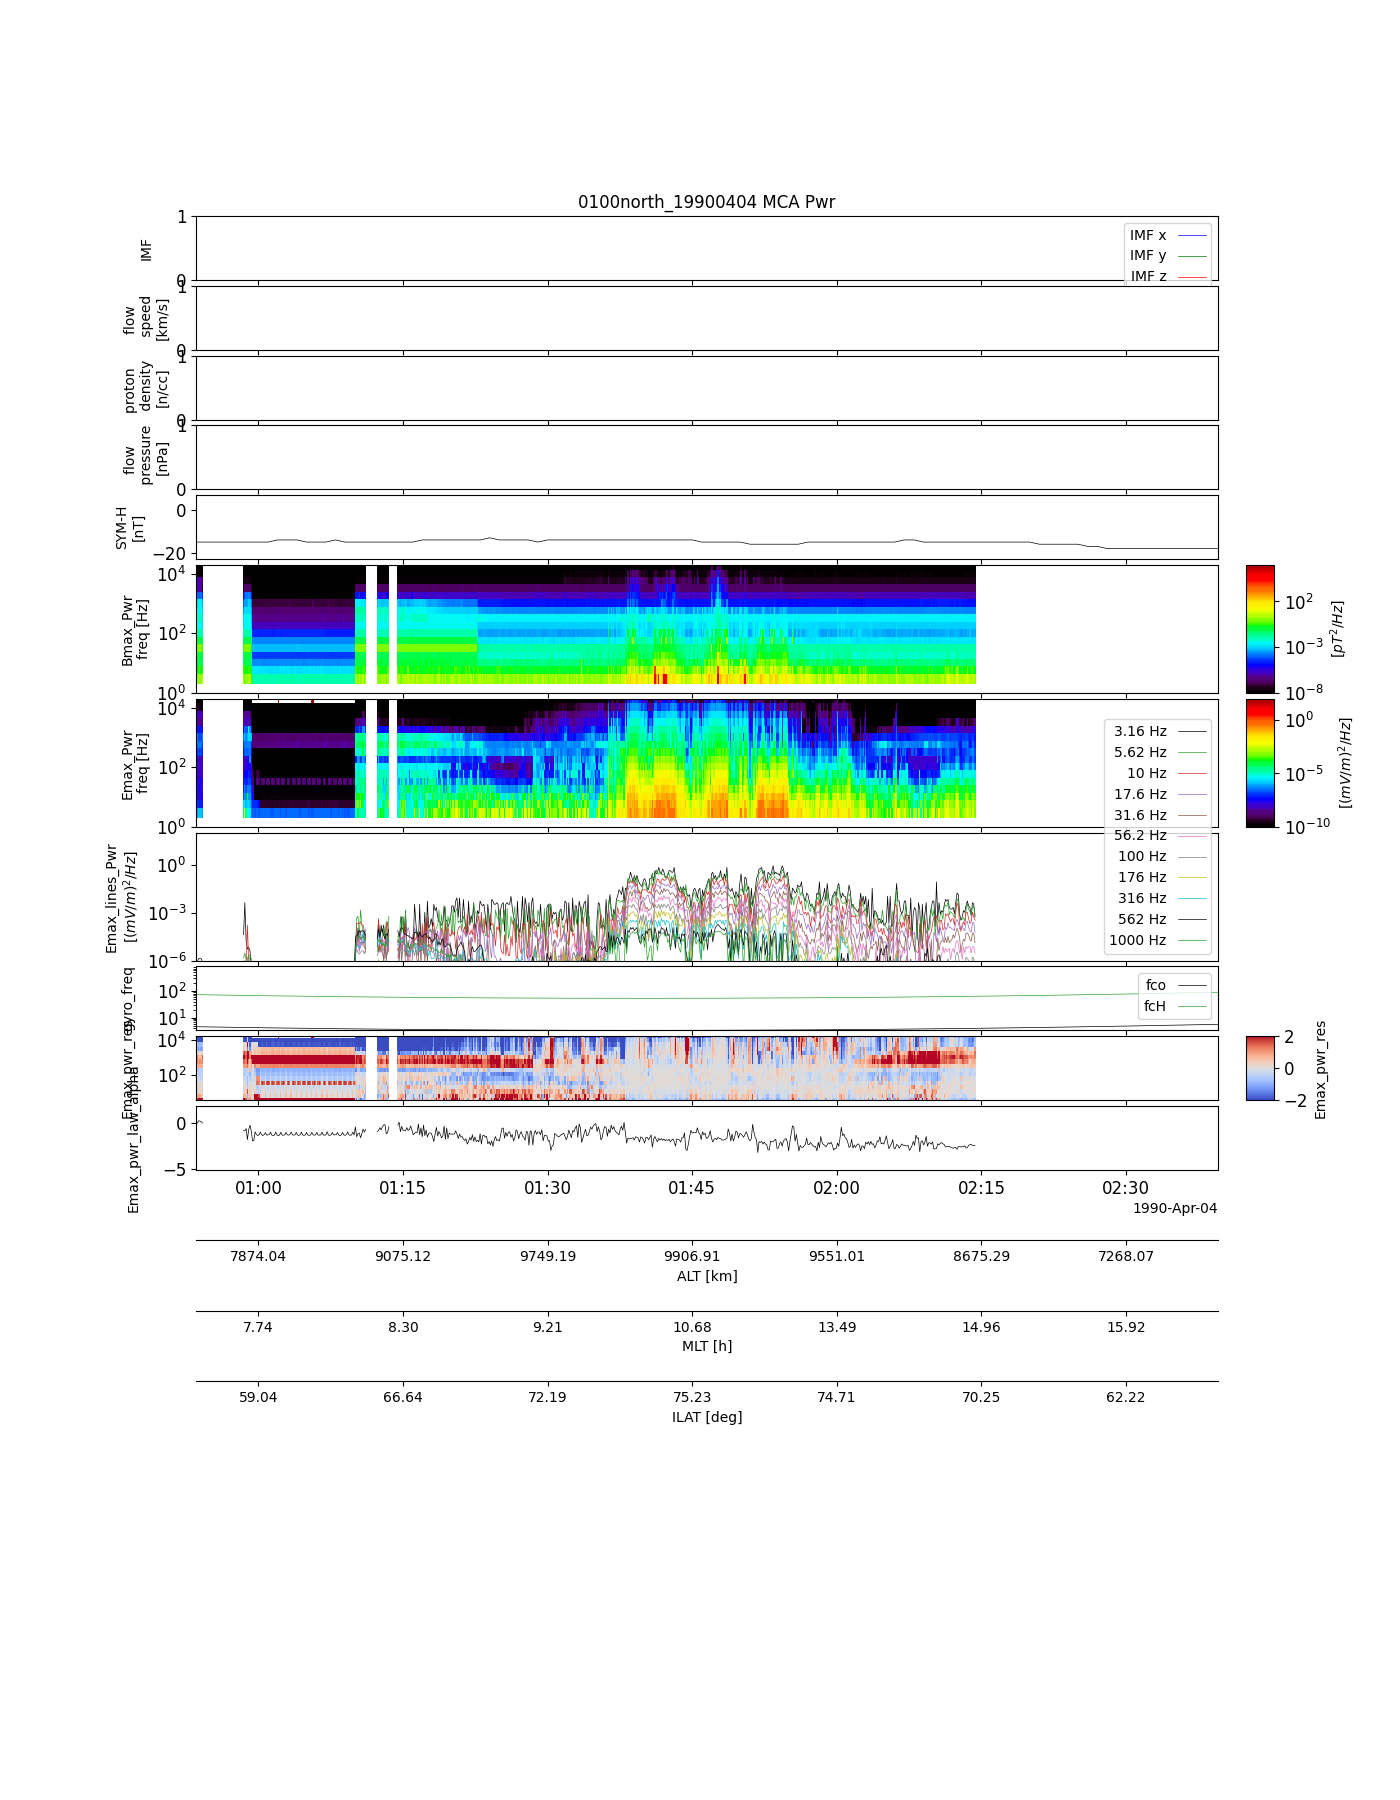 0100north_19900404 MCA Pwr
1
IMF
0
IMF x
IMF y
IMF z
1
flow
speed
[km/s]
0
1
proton
density
[n/cc]
0
1
flow
pressure
[nPa]
0
SYM-H
[nT]
0
−20
Bmax_Pwr
freq [Hz]
10^4
10^2
10^0
10^2
10^-3
10^-8
[pT^2/Hz]
Emax_Pwr
freq [Hz]
10^4
10^2
10^0
10^0
10^-5
10^-10
[(mV/m)^2/Hz]
3.16 Hz
5.62 Hz
10 Hz
17.6 Hz
31.6 Hz
56.2 Hz
100 Hz
176 Hz
316 Hz
562 Hz
1000 Hz
Emax_lines_Pwr
[(mV/m)^2/Hz]
10^0
10^-3
10^-6
gyro_freq
10^2
10^1
fco
fcH
Emax_pwr_res
10^4
10^2
2
0
−2
Emax_pwr_res
Emax_pwr_law_alpha
0
−5
01:00 01:15 01:30 01:45 02:00 02:15 02:30
1990-Apr-04
7874.04 9075.12 9749.19 9906.91 9551.01 8675.29 7268.07
ALT [km]
7.74 8.30 9.21 10.68 13.49 14.96 15.92
MLT [h]
59.04 66.64 72.19 75.23 74.71 70.25 62.22
ILAT [deg]